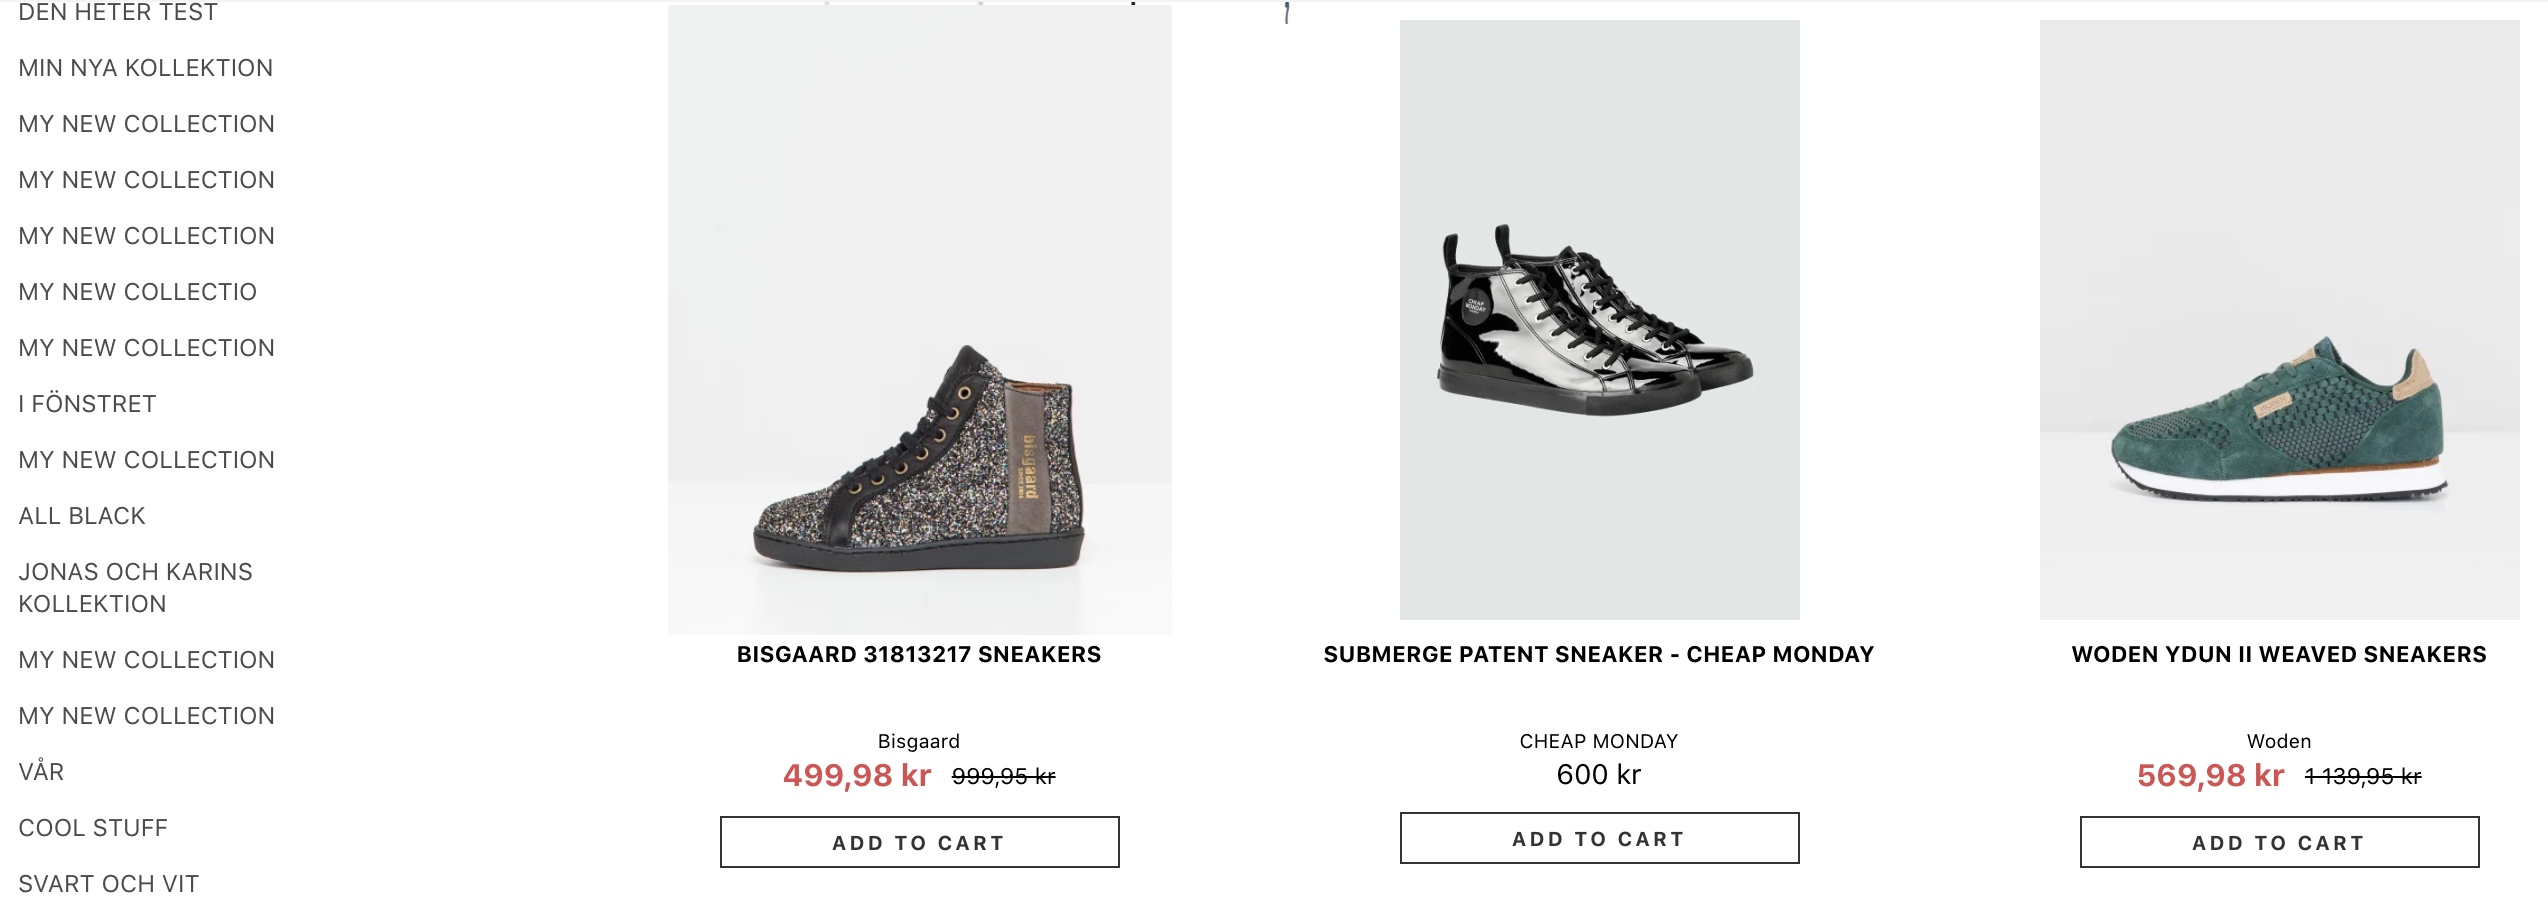 DEN HETER TEST
MIN NYA KOLLEKTION
MY NEW COLLECTION
MY NEW COLLECTION
MY NEW COLLECTION
MY NEW COLLECTIO
MY NEW COLLECTION
I FÖNSTRET
MY NEW COLLECTION
ALL BLACK
JONAS OCH KARINS
KOLLEKTION
MY NEW COLLECTION
MY NEW COLLECTION
VÅR
COOL STUFF
SVART OCH VIT
bisgaard
BISGAARD 31813217 SNEAKERS
Bisgaard
499,98 kr 999,95 kr
ADD TO CART
CHEAP
MONDAY
SUBMERGE PATENT SNEAKER - CHEAP MONDAY
CHEAP MONDAY
600 kr
ADD TO CART
WODEN YDUN II WEAVED SNEAKERS
Woden
569,98 kr 1 139,95 kr
ADD TO CART